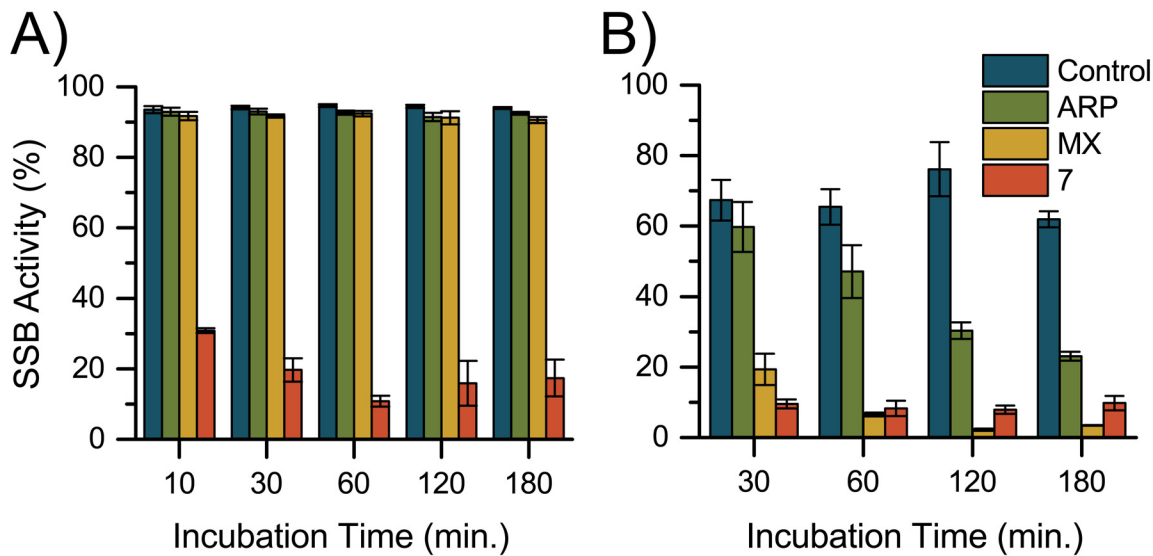 A)
SSB Activity (%)
100
80
60
40
20
0
10 30 60 120 180
Incubation Time (min.)
B)
Control
ARP
MX
7
100
80
60
40
20
0
30 60 120 180
Incubation Time (min.)